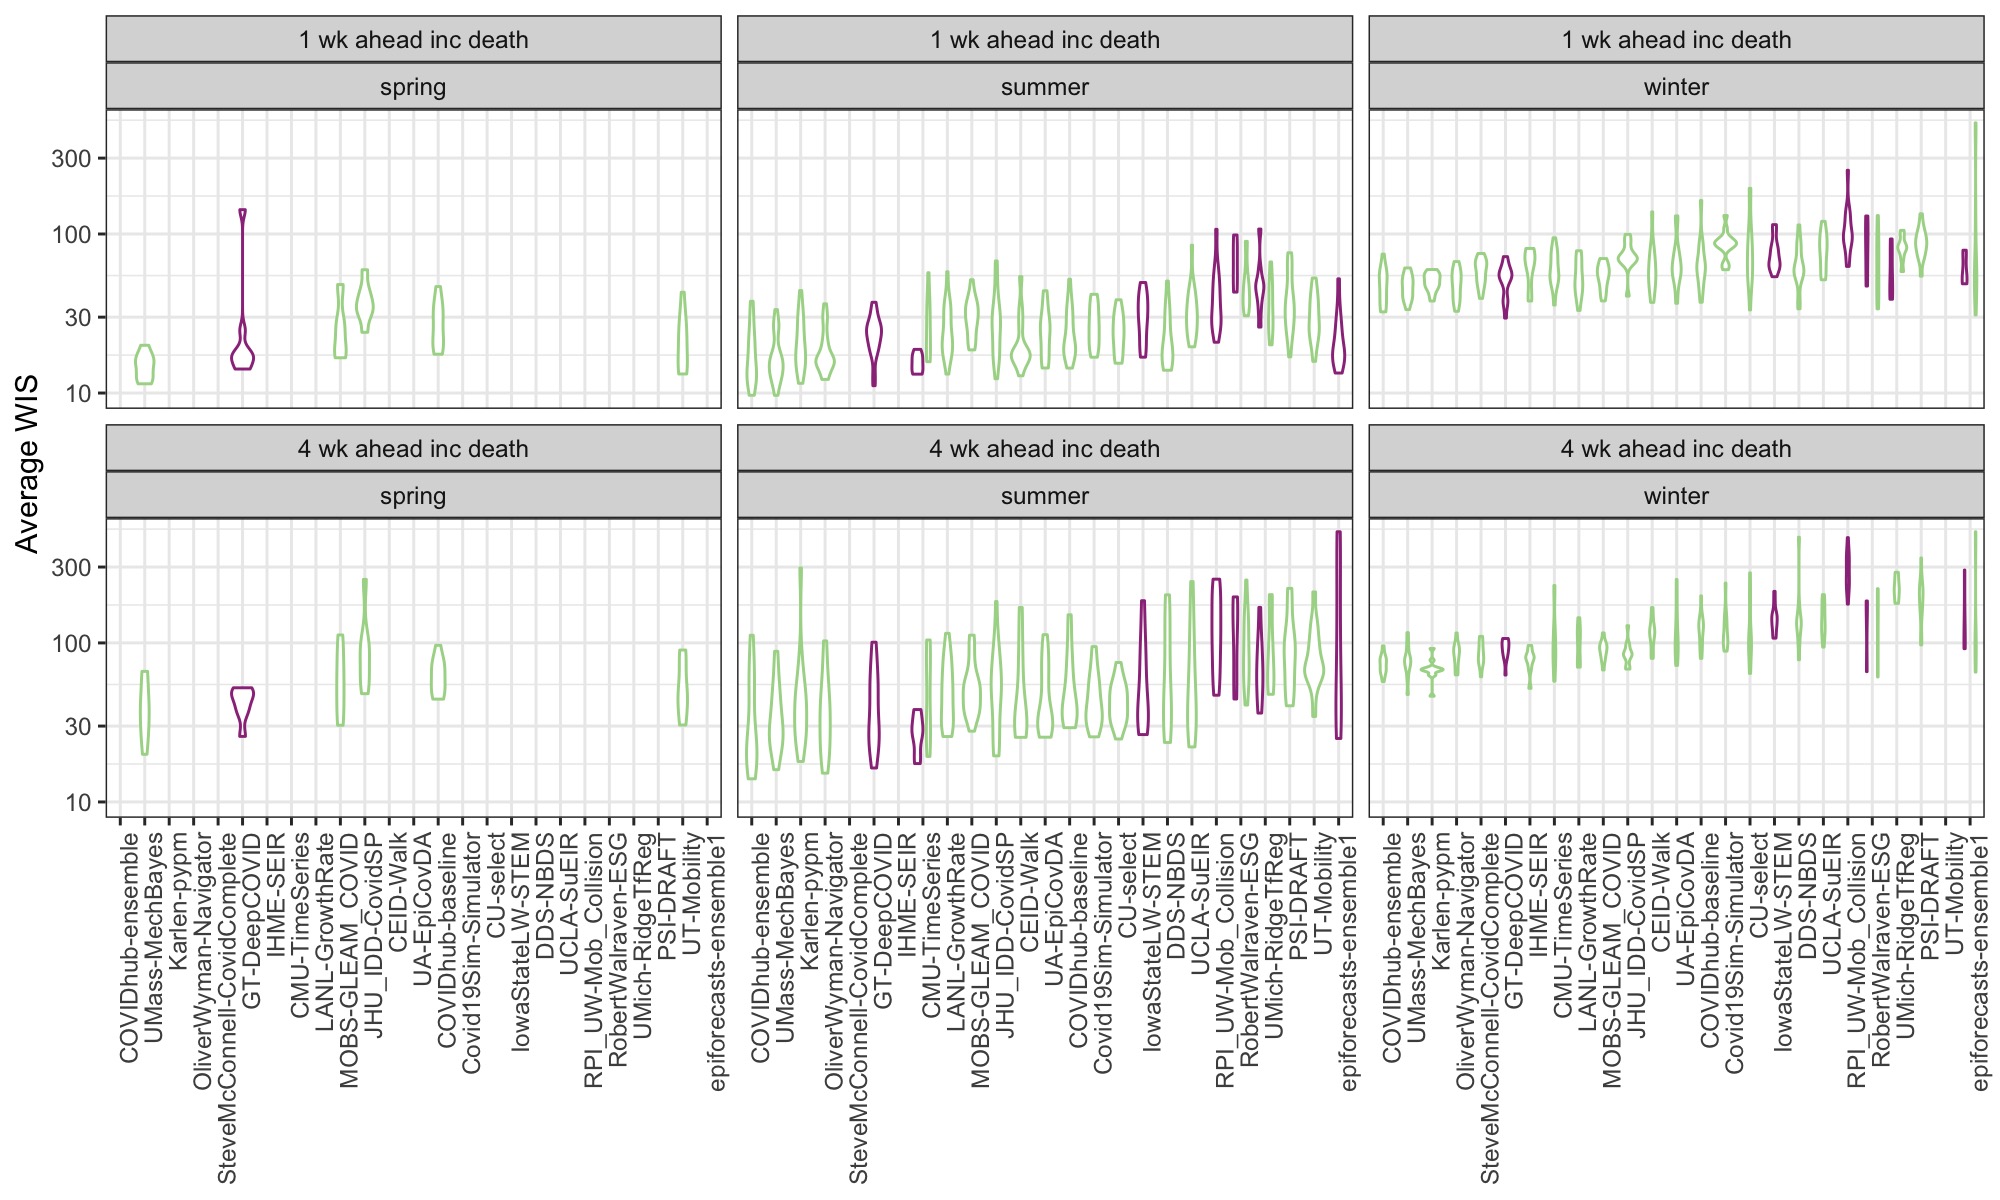 1 wk ahead inc death
1 wk ahead inc death
1 wk ahead inc death
spring
summer
winter
300
100
30
10
Average WIS
4 wk ahead inc death
4 wk ahead inc death
4 wk ahead inc death
spring
summer
winter
300
100
30
10
COVIDhub-ensemble
UMass-MechBayes
Karlen-pypm
OliverWyman-Navigator
SteveMcConnell-CovidComplete
GT-DeepCOVID
IHME-SEIR
CMU-TimeSeries
LANL-GrowthRate
MOBS-GLEAM_COVID
JHU_IDD-CovidSP
CEID-Walk
UA-EpiCovDA
COVIDhub-baseline
Covid19Sim-Simulator
CU-select
IowaStateLW-STEM
DDS-NBDS
UCLA-SuEIR
RPI_UW-Mob_Collision
RobertWalraven-ESG
UMich-RidgeTfReg
PSI-DRAFT
UT-Mobility
epiforecasts-ensemble1
COVIDhub-ensemble
UMass-MechBayes
Karlen-pypm
OliverWyman-Navigator
SteveMcConnell-CovidComplete
GT-DeepCOVID
IHME-SEIR
CMU-TimeSeries
LANL-GrowthRate
MOBS-GLEAM_COVID
JHU_IDD-CovidSP
CEID-Walk
UA-EpiCovDA
COVIDhub-baseline
Covid19Sim-Simulator
CU-select
IowaStateLW-STEM
DDS-NBDS
UCLA-SuEIR
RPI_UW-Mob_Collision
RobertWalraven-ESG
UMich-RidgeTfReg
PSI-DRAFT
UT-Mobility
epiforecasts-ensemble1
COVIDhub-ensemble
UMass-MechBayes
Karlen-pypm
OliverWyman-Navigator
SteveMcConnell-CovidComplete
GT-DeepCOVID
IHME-SEIR
CMU-TimeSeries
LANL-GrowthRate
MOBS-GLEAM_COVID
JHU_IDD-CovidSP
CEID-Walk
UA-EpiCovDA
COVIDhub-baseline
Covid19Sim-Simulator
CU-select
IowaStateLW-STEM
DDS-NBDS
UCLA-SuEIR
RPI_UW-Mob_Collision
RobertWalraven-ESG
UMich-RidgeTfReg
PSI-DRAFT
UT-Mobility
epiforecasts-ensemble1